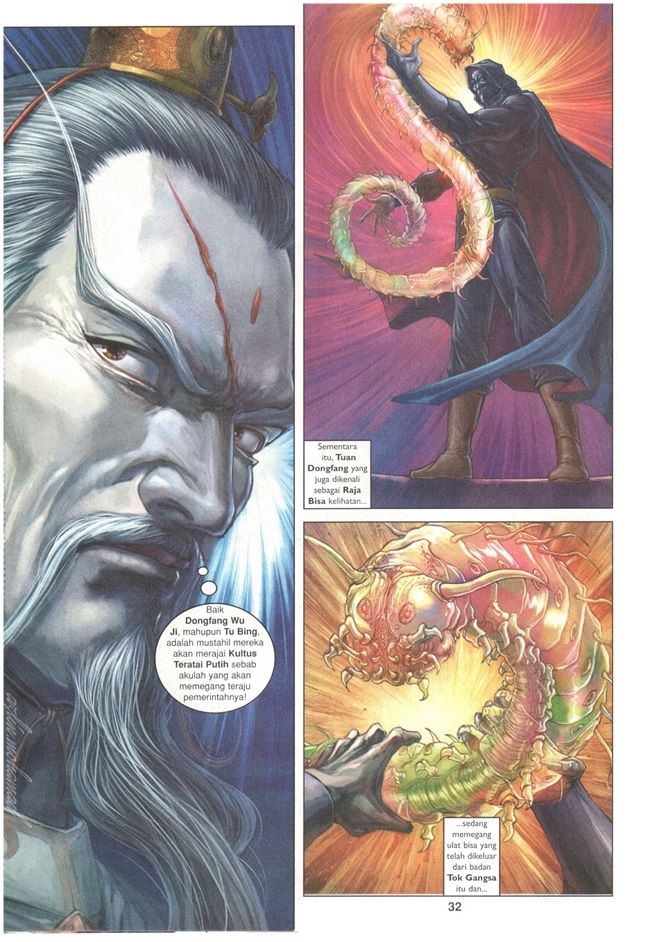 Baik
Dongfang Wu
Ji, mahupun Tu Bing,
adalah mustahil mereka
akan merajai Kultus
Teratai Putih sebab
akulah yang akan
memegang teraju
pemerintahnya!
Sementara
itu, Tuan
Dongfang yang
juga dikenali
sebagai Raja
Bisa kelihatan...
...sedang
memegang
ulat bisa yang
telah dikeluar
dari badan
Tok Gangsa
itu dan...
32